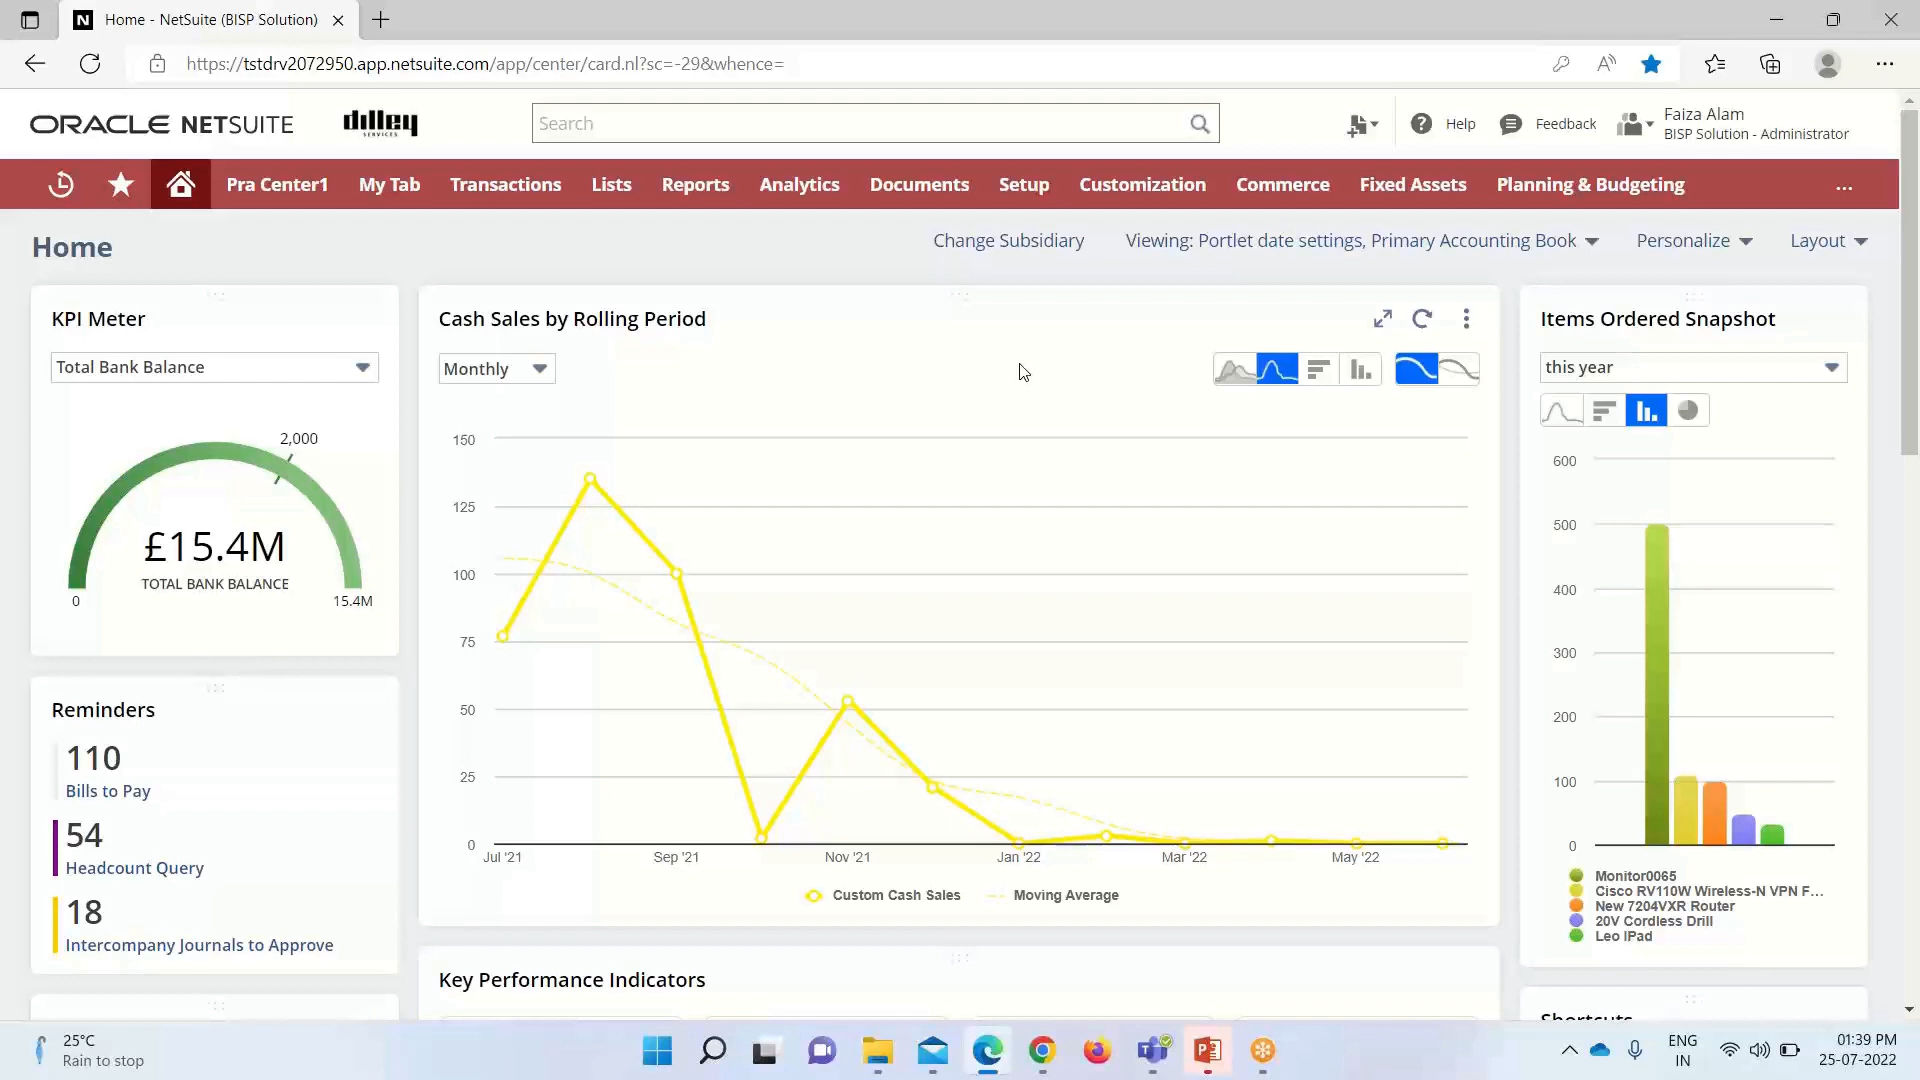 Home - NetSuite (BISP Solution)
https://tstdrv2072950.app.netsuite.com/app/center/card.nl?sc=-29&whence=
ORACLE NETSUITE
dilley
SERVICES
Search
Help
Feedback
Faiza Alam
BISP Solution - Administrator
Pra Center1
My Tab
Transactions
Lists
Reports
Analytics
Documents
Setup
Customization
Commerce
Fixed Assets
Planning & Budgeting
...
Home
Change Subsidiary
Viewing: Portlet date settings, Primary Accounting Book
Personalize
Layout
KPI Meter
Total Bank Balance
2,000
£15.4M
TOTAL BANK BALANCE
0
15.4M
Reminders
110
Bills to Pay
54
Headcount Query
18
Intercompany Journals to Approve
Cash Sales by Rolling Period
Monthly
150
125
100
75
50
25
0
Jul '21
Sep '21
Nov '21
Jan '22
Mar '22
May '22
Custom Cash Sales
Moving Average
Key Performance Indicators
Items Ordered Snapshot
this year
600
500
400
300
200
100
0
Monitor0065
Cisco RV110W Wireless-N VPN F...
New 7204VXR Router
20V Cordless Drill
Leo IPad
Shortcuts
25°C
Rain to stop
ENG
IN
01:39 PM
25-07-2022